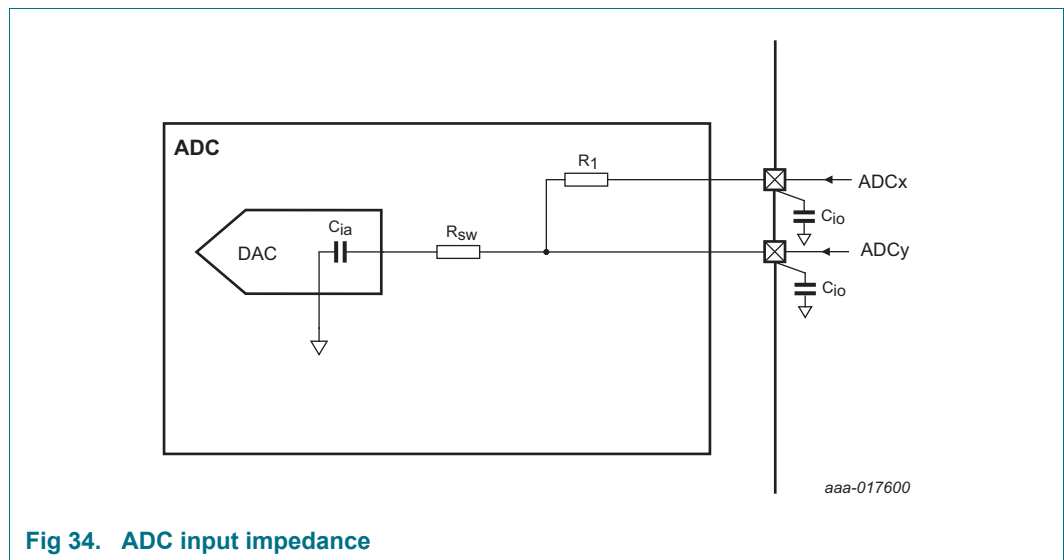 ADC
R1
ADCx
Cio
Cia
Rsw
DAC
ADCy
Cio
aaa-017600
Fig 34. ADC input impedance